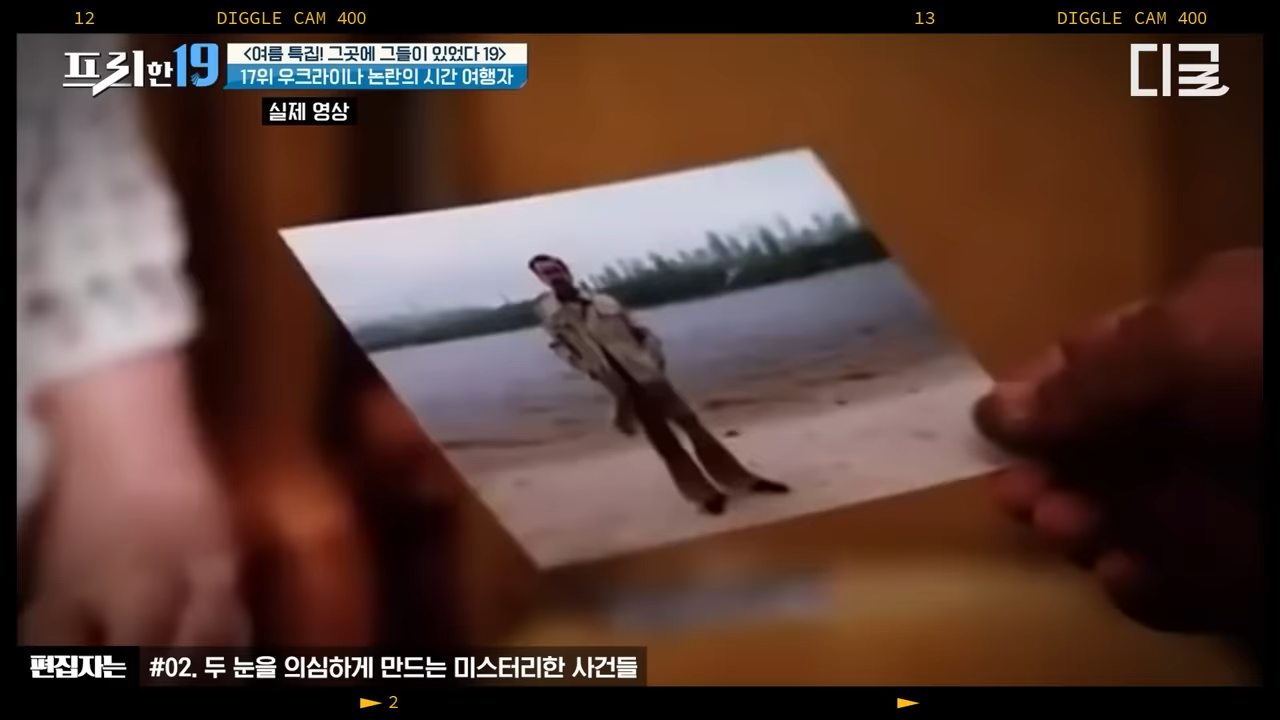 12 DIGGLE CAM 400 13 DIGGLE CAM 400
프리한19
<여름 특집! 그곳에 그들이 있었다 19>
17위 우크라이나 논란의 시간 여행자
실제 영상
디글
편집자는 #02. 두 눈을 의심하게 만드는 미스터리한 사건들
2